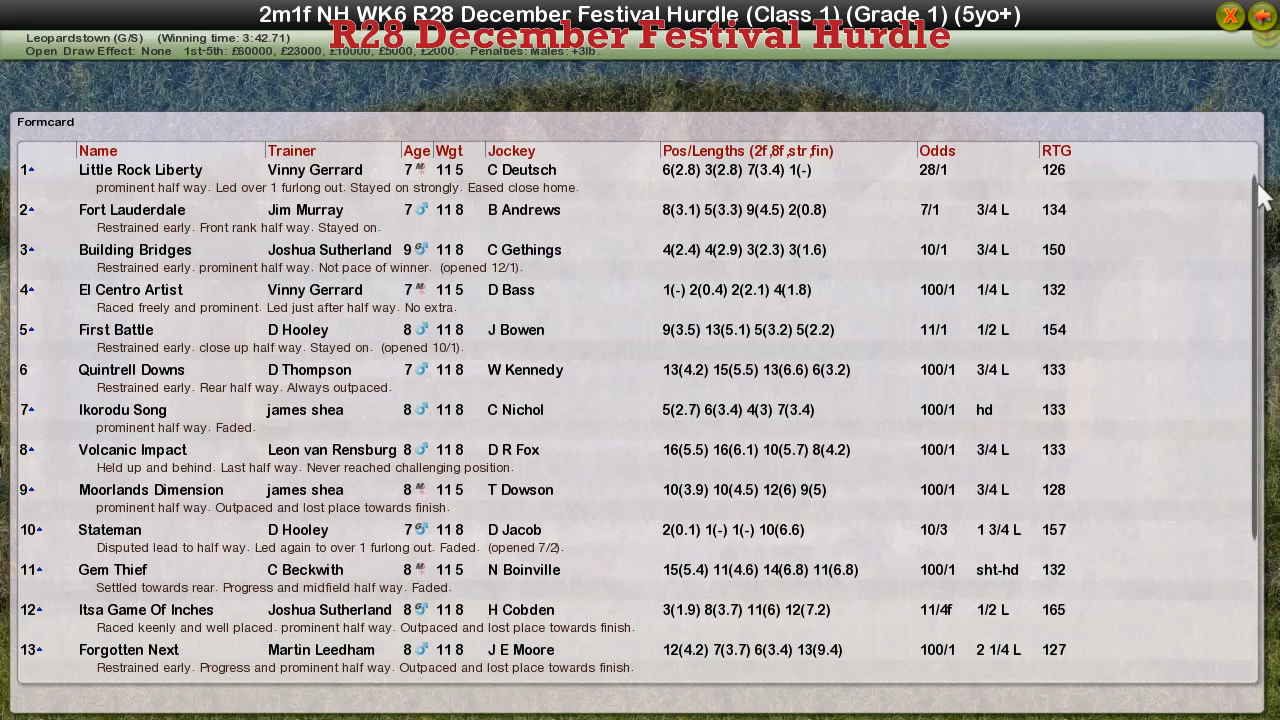 2m1f NH WK6 R28 December Festival Hurdle (Class 1) (Grade 1) (5yo+)
R28 December Festival Hurdle
Leopardstown (G/S) (Winning time: 3:42.71)
Open Draw Effect: None 1st-5th: £60000, £23000, £10000, £5000, £2000. Penalties: Males: +3lb.
Formcard
Name Trainer Age Wgt Jockey Pos/Lengths (2f,8f,str,fin) Odds RTG
1 Little Rock Liberty Vinny Gerrard 7 11 5 C Deutsch 6(2.8) 3(2.8) 7(3.4) 1(-) 28/1 126
prominent half way. Led over 1 furlong out. Stayed on strongly. Eased close home.
2 Fort Lauderdale Jim Murray 7 11 8 B Andrews 8(3.1) 5(3.3) 9(4.5) 2(0.8) 7/1 3/4 L 134
Restrained early. Front rank half way. Stayed on.
3 Building Bridges Joshua Sutherland 9 11 8 C Gethings 4(2.4) 4(2.9) 3(2.3) 3(1.6) 10/1 3/4 L 150
Restrained early. prominent half way. Not pace of winner. (opened 12/1).
4 El Centro Artist Vinny Gerrard 7 11 5 D Bass 1(-) 2(0.4) 2(2.1) 4(1.8) 100/1 1/4 L 132
Raced freely and prominent. Led just after half way. No extra.
5 First Battle D Hooley 8 11 8 J Bowen 9(3.5) 13(5.1) 5(3.2) 5(2.2) 11/1 1/2 L 154
Restrained early. close up half way. Stayed on. (opened 10/1).
6 Quintrell Downs D Thompson 7 11 8 W Kennedy 13(4.2) 15(5.5) 13(6.6) 6(3.2) 100/1 3/4 L 133
Restrained early. Rear half way. Always outpaced.
7 Ikorodu Song james shea 8 11 8 C Nichol 5(2.7) 6(3.4) 4(3) 7(3.4) 100/1 hd 133
prominent half way. Faded.
8 Volcanic Impact Leon van Rensburg 8 11 8 D R Fox 16(5.5) 16(6.1) 10(5.7) 8(4.2) 100/1 3/4 L 133
Held up and behind. Last half way. Never reached challenging position.
9 Moorlands Dimension james shea 8 11 5 T Dowson 10(3.9) 10(4.5) 12(6) 9(5) 100/1 3/4 L 128
prominent half way. Outpaced and lost place towards finish.
10 Stateman D Hooley 7 11 8 D Jacob 2(0.1) 1(-) 1(-) 10(6.6) 10/3 1 3/4 L 157
Disputed lead to half way. Led again to over 1 furlong out. Faded. (opened 7/2).
11 Gem Thief C Beckwith 8 11 5 N Boinville 15(5.4) 11(4.6) 14(6.8) 11(6.8) 100/1 sht-hd 132
Settled towards rear. Progress and midfield half way. Faded.
12 Itsa Game Of Inches Joshua Sutherland 8 11 8 H Cobden 3(1.9) 8(3.7) 11(6) 12(7.2) 11/4f 1/2 L 165
Raced keenly and well placed. prominent half way. Outpaced and lost place towards finish.
13 Forgotten Next Martin Leedham 8 11 8 J E Moore 12(4.2) 7(3.7) 6(3.4) 13(9.4) 100/1 2 1/4 L 127
Restrained early. Progress and prominent half way. Outpaced and lost place towards finish.